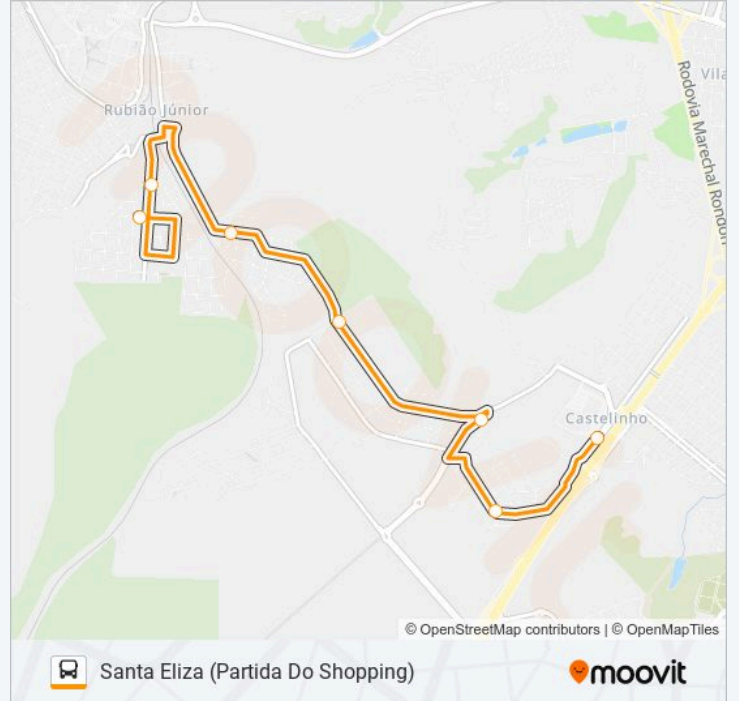 Vila
Rubião Júnior
Rodovia Marechal Rondon
Castelinho
© OpenStreetMap contributors | © OpenMapTiles
Santa Eliza (Partida Do Shopping)
moovit